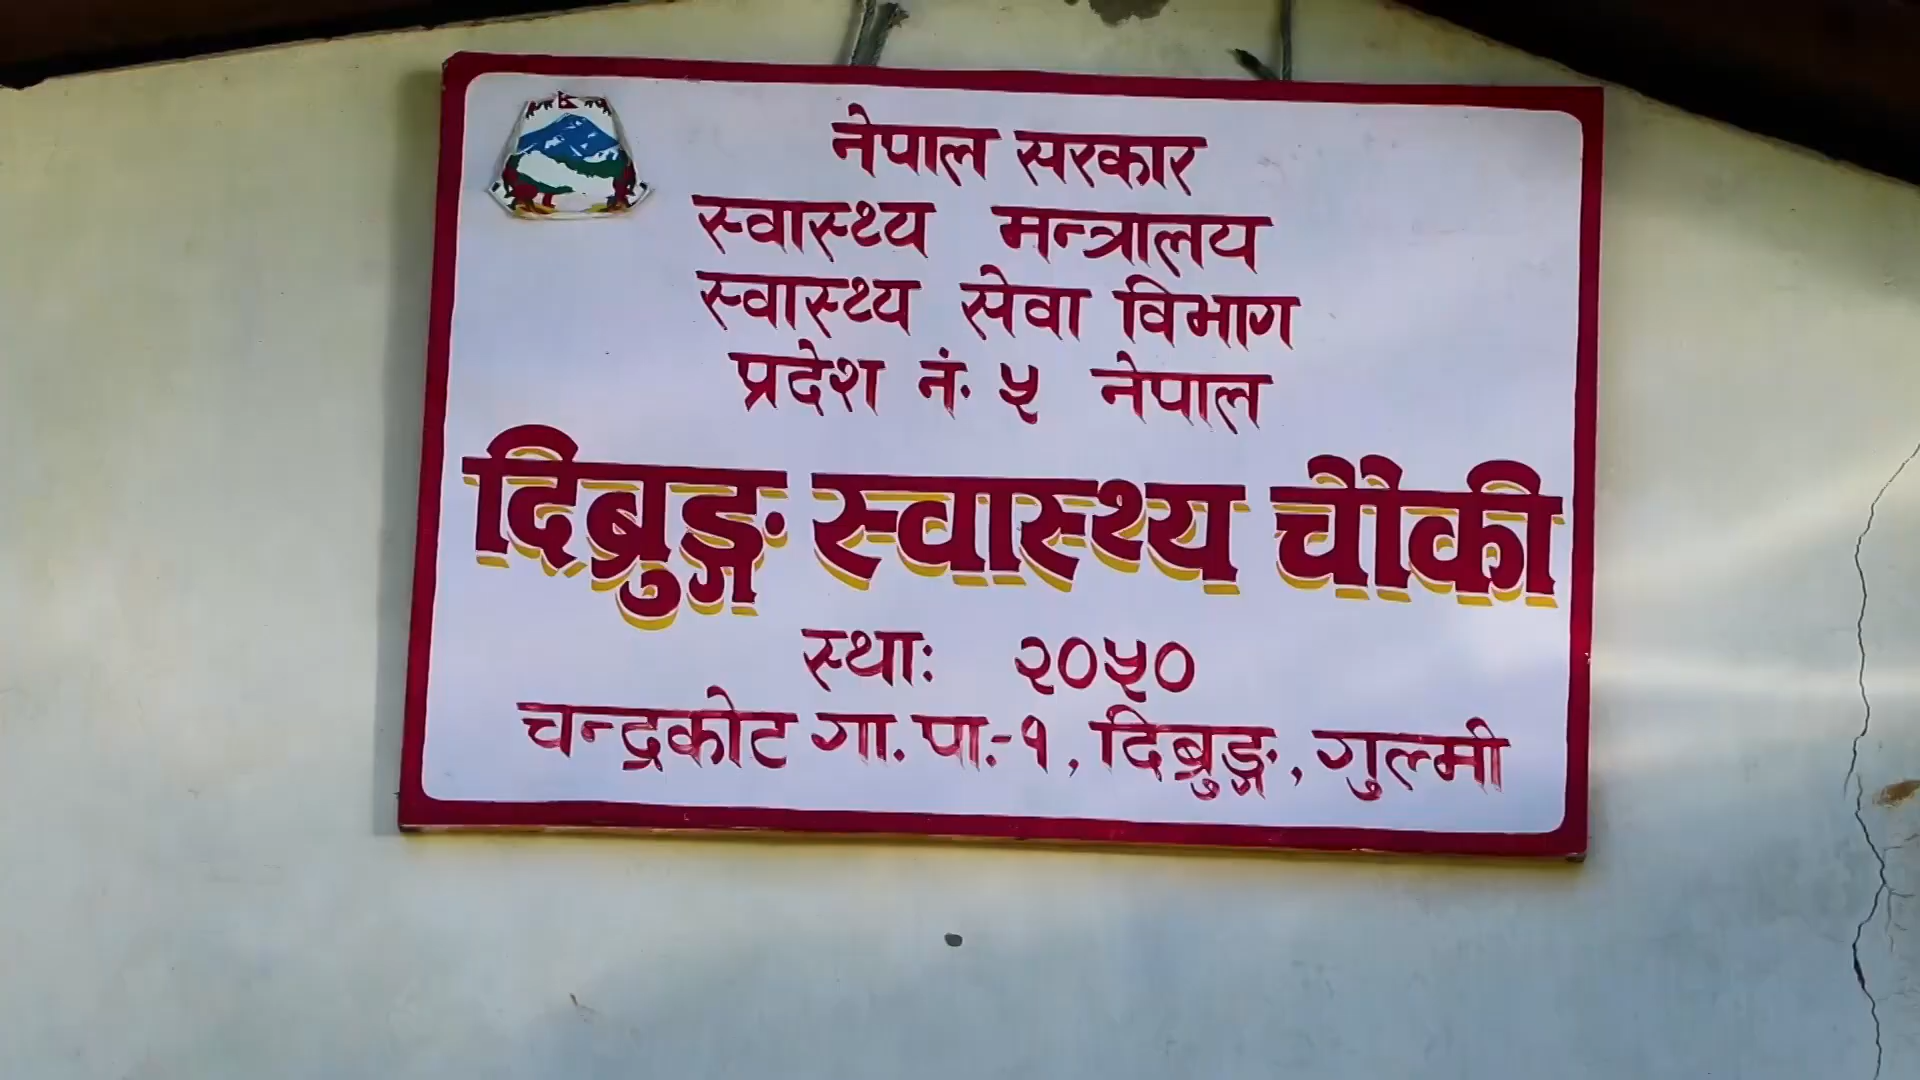 नेपाल सरकार
स्वास्थ्य मन्त्रालय
स्वास्थ्य सेवा विभाग
प्रदेश नं. ५ नेपाल
दिब्रुङ्ग स्वास्थ्य चौकी
स्था: २०५०
चन्द्रकोट गा. पा.-१, दिब्रुङ्ग, गुल्मी